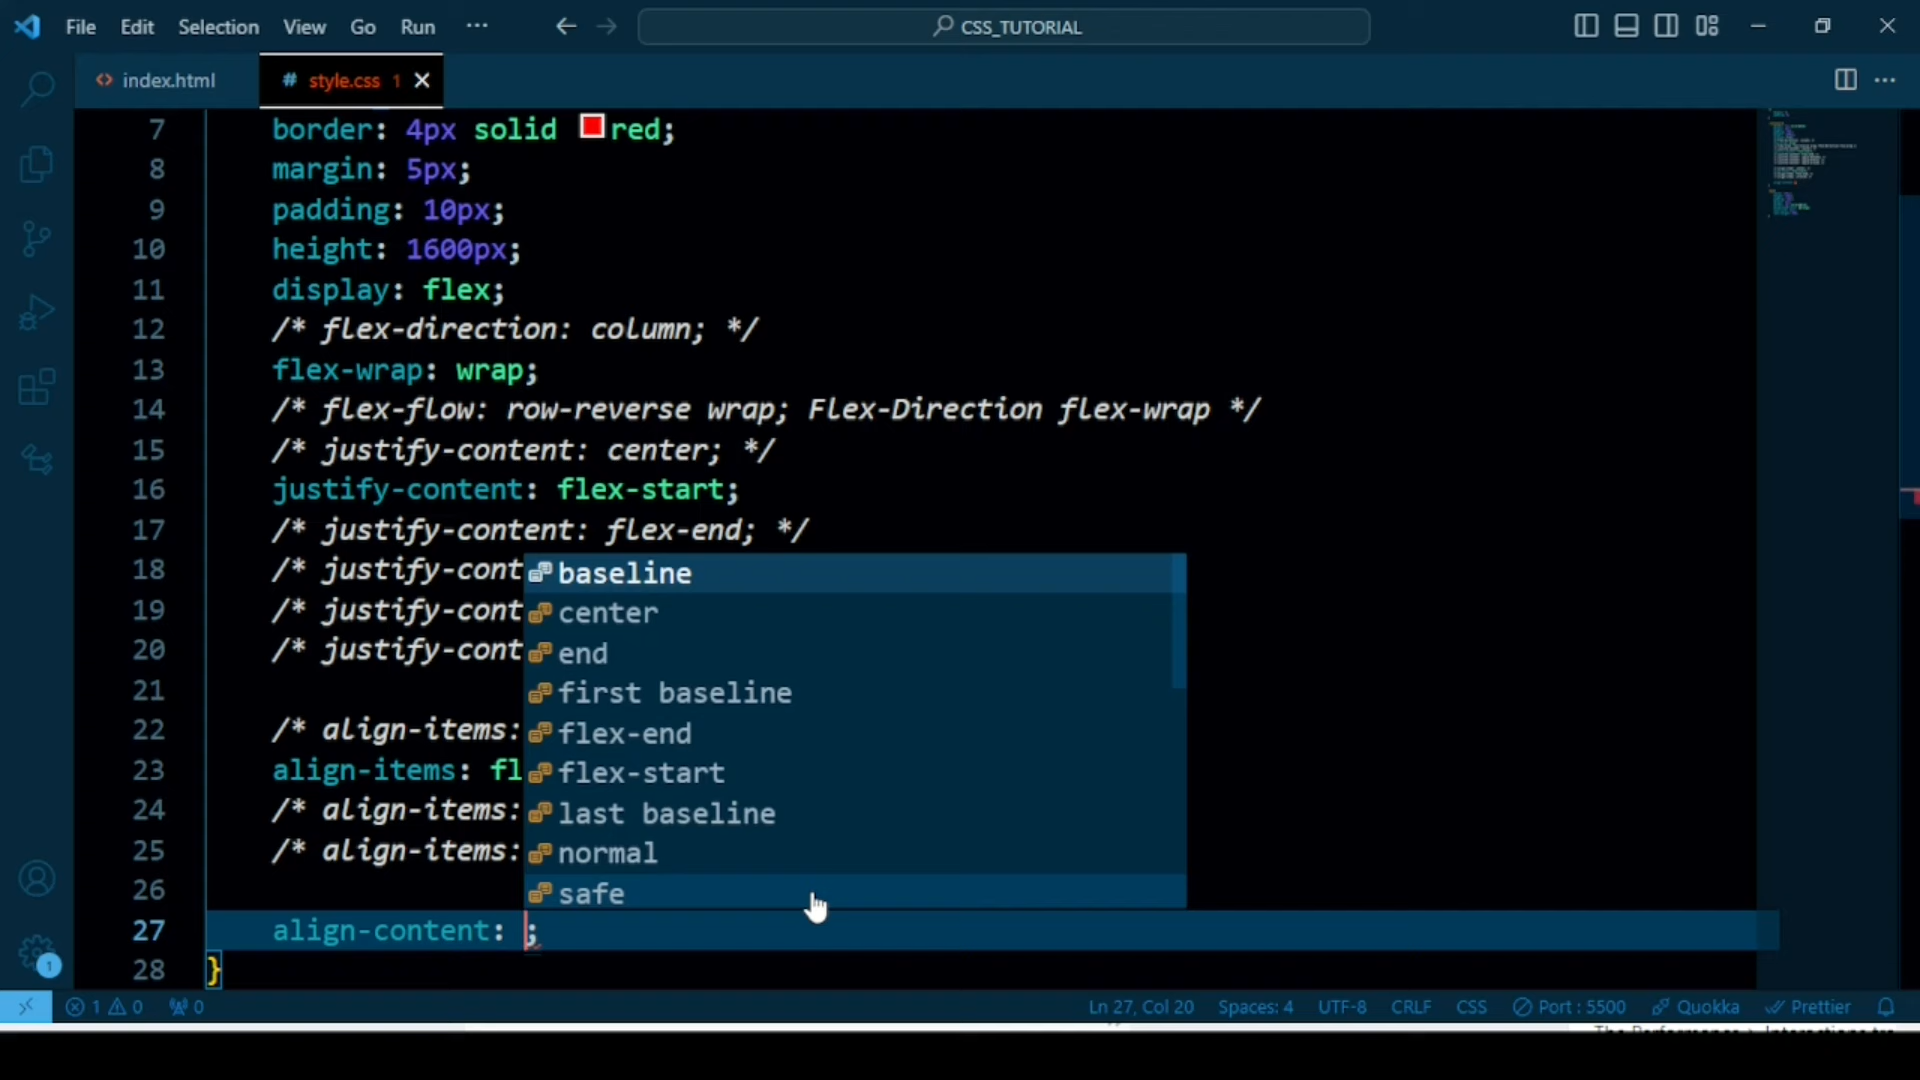 File Edit Selection View Go Run ··· CSS_TUTORIAL
index.html # style.css 1
7 border: 4px solid red;
8 margin: 5px;
9 padding: 10px;
10 height: 1600px;
11 display: flex;
12 /* flex-direction: column; */
13 flex-wrap: wrap;
14 /* flex-flow: row-reverse wrap; Flex-Direction flex-wrap */
15 /* justify-content: center; */
16 justify-content: flex-start;
17 /* justify-content: flex-end; */
18 /* justify-cont
19 /* justify-cont
20 /* justify-cont
21
22 /* align-items:
23 align-items: fl
24 /* align-items:
25 /* align-items:
26
27 align-content: ;
28 }
baseline
center
end
first baseline
flex-end
flex-start
last baseline
normal
safe
1
1 0 0 Ln 27, Col 20 Spaces: 4 UTF-8 CRLF CSS Port : 5500 Quokka Prettier